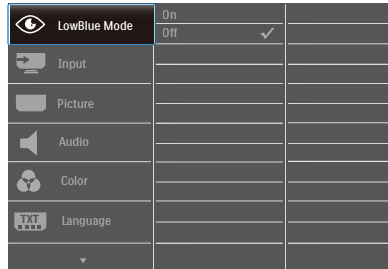 LowBlue Mode
On
Off
Input
Picture
Audio
Color
TXT
Language